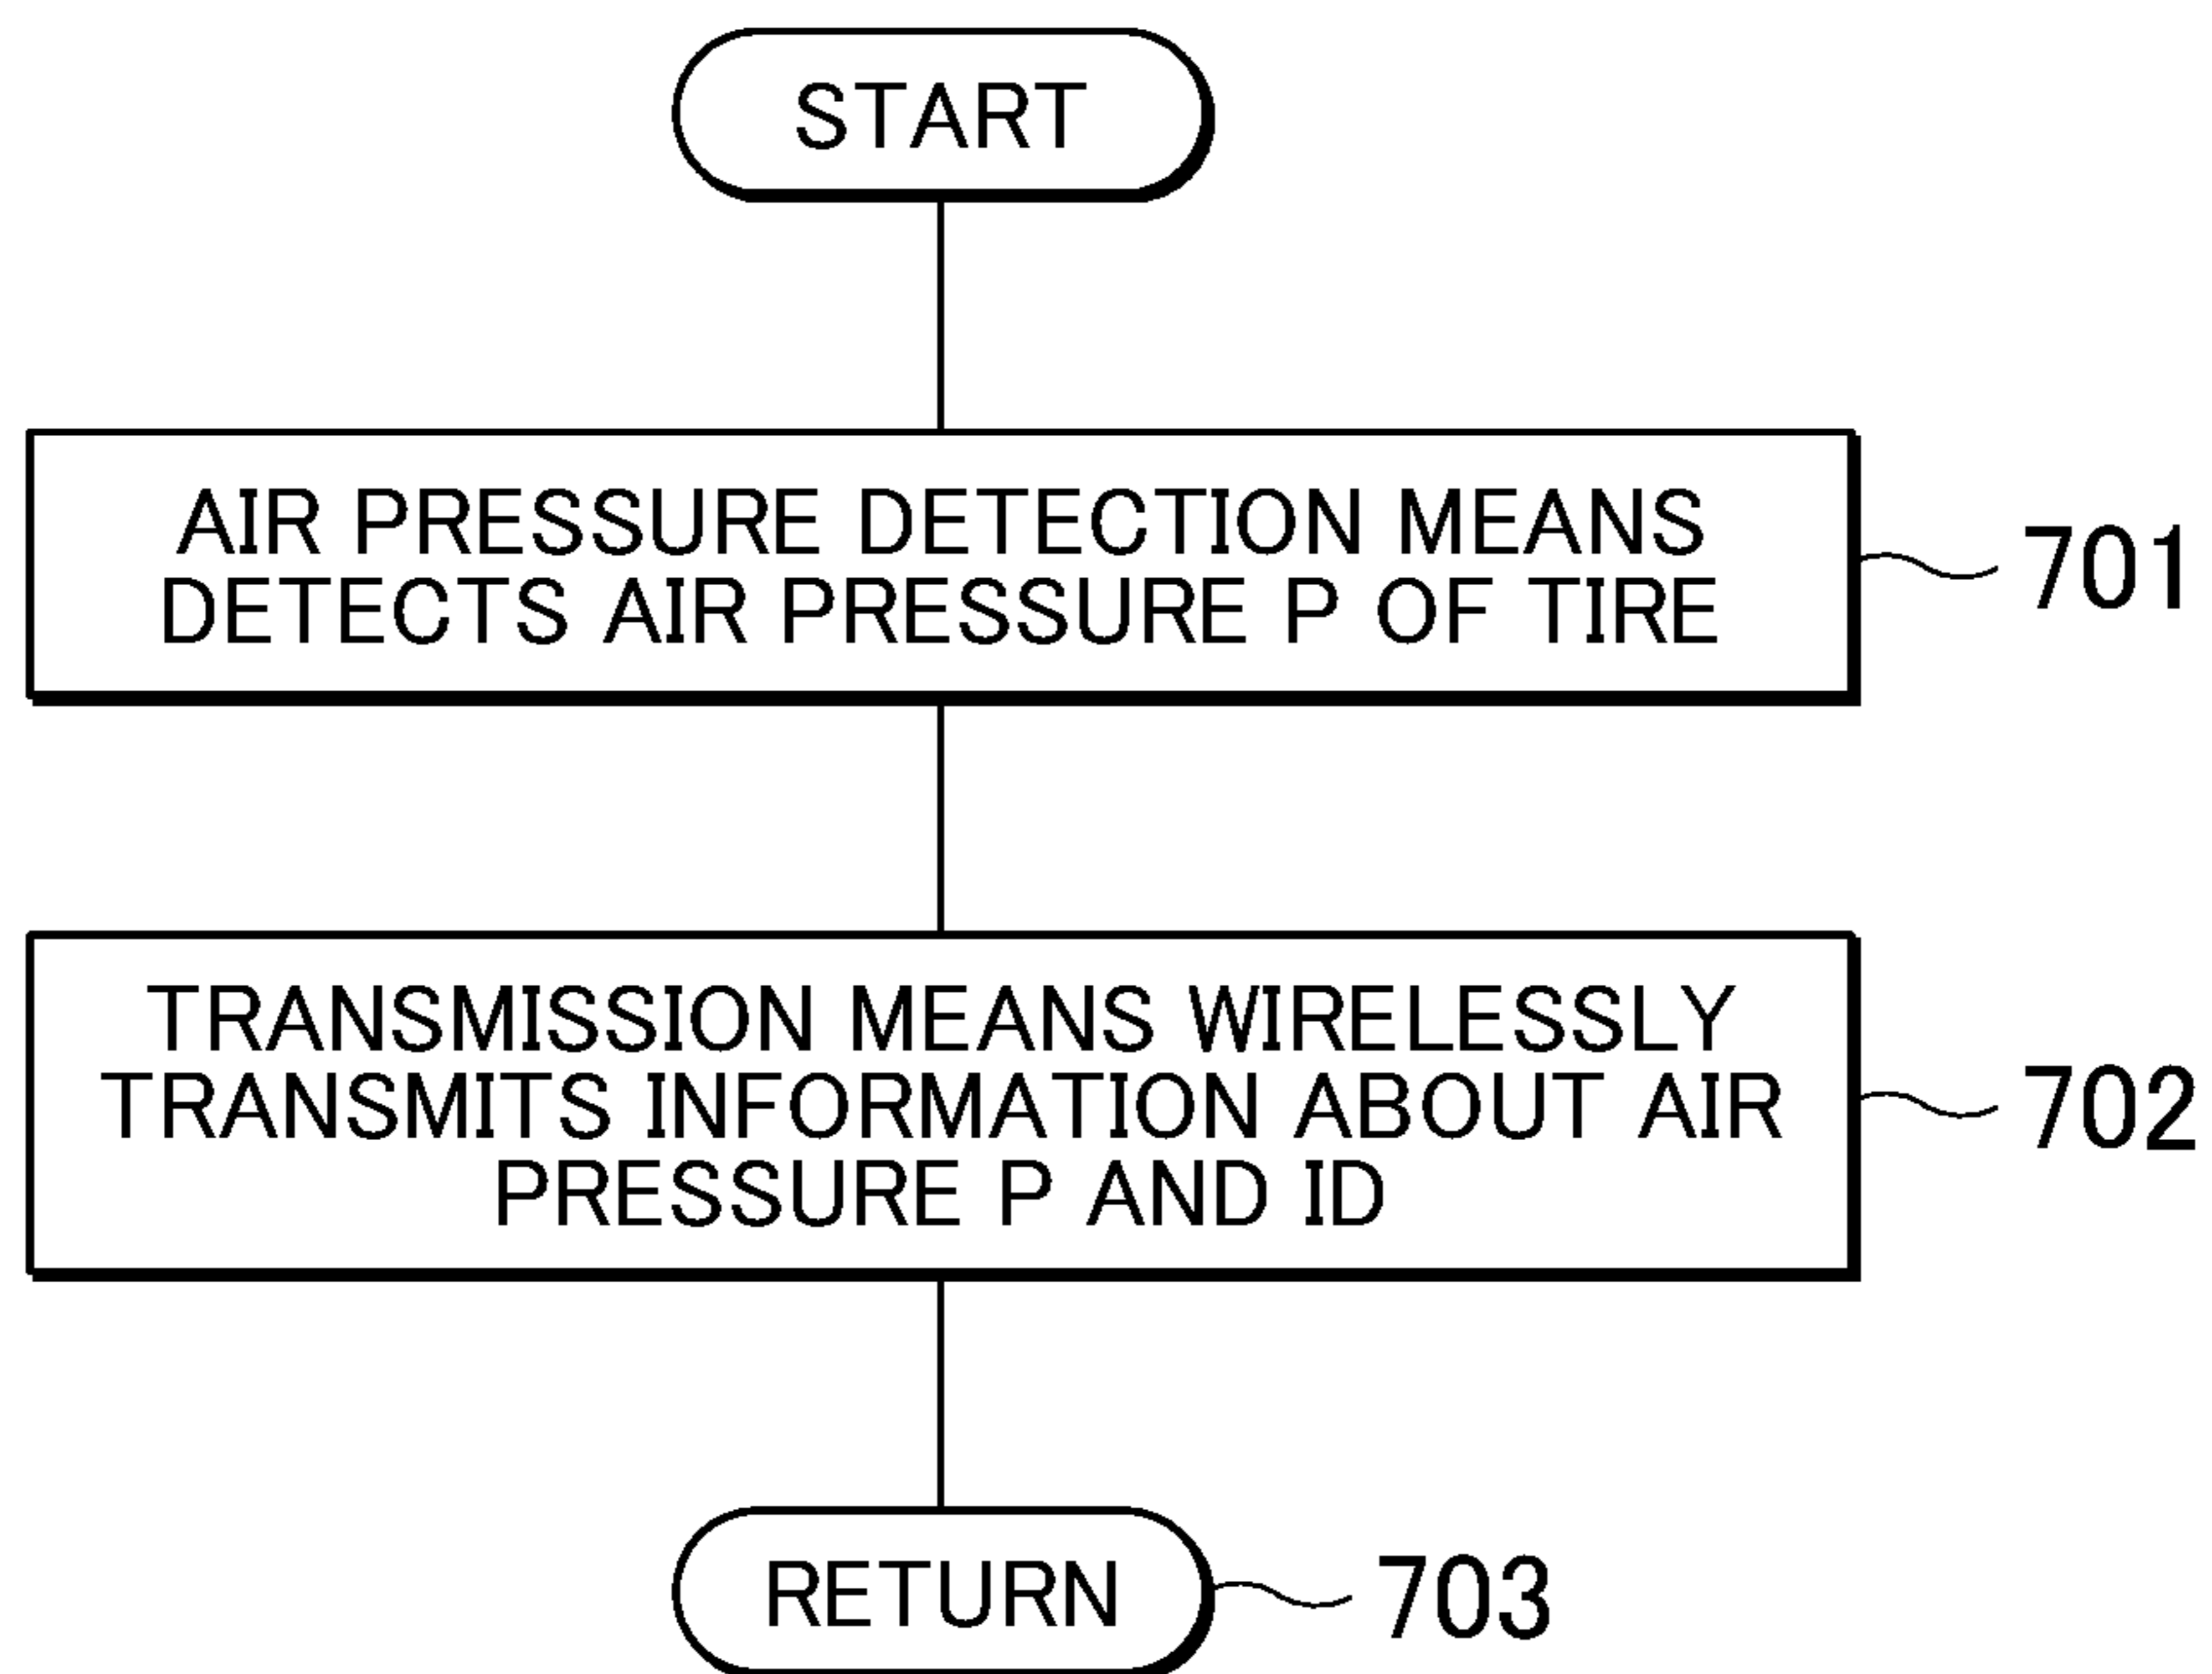 START
AIR PRESSURE DETECTION MEANS
DETECTS AIR PRESSURE P OF TIRE
701
TRANSMISSION MEANS WIRELESSLY
TRANSMITS INFORMATION ABOUT AIR
PRESSURE P AND ID
702
RETURN
703